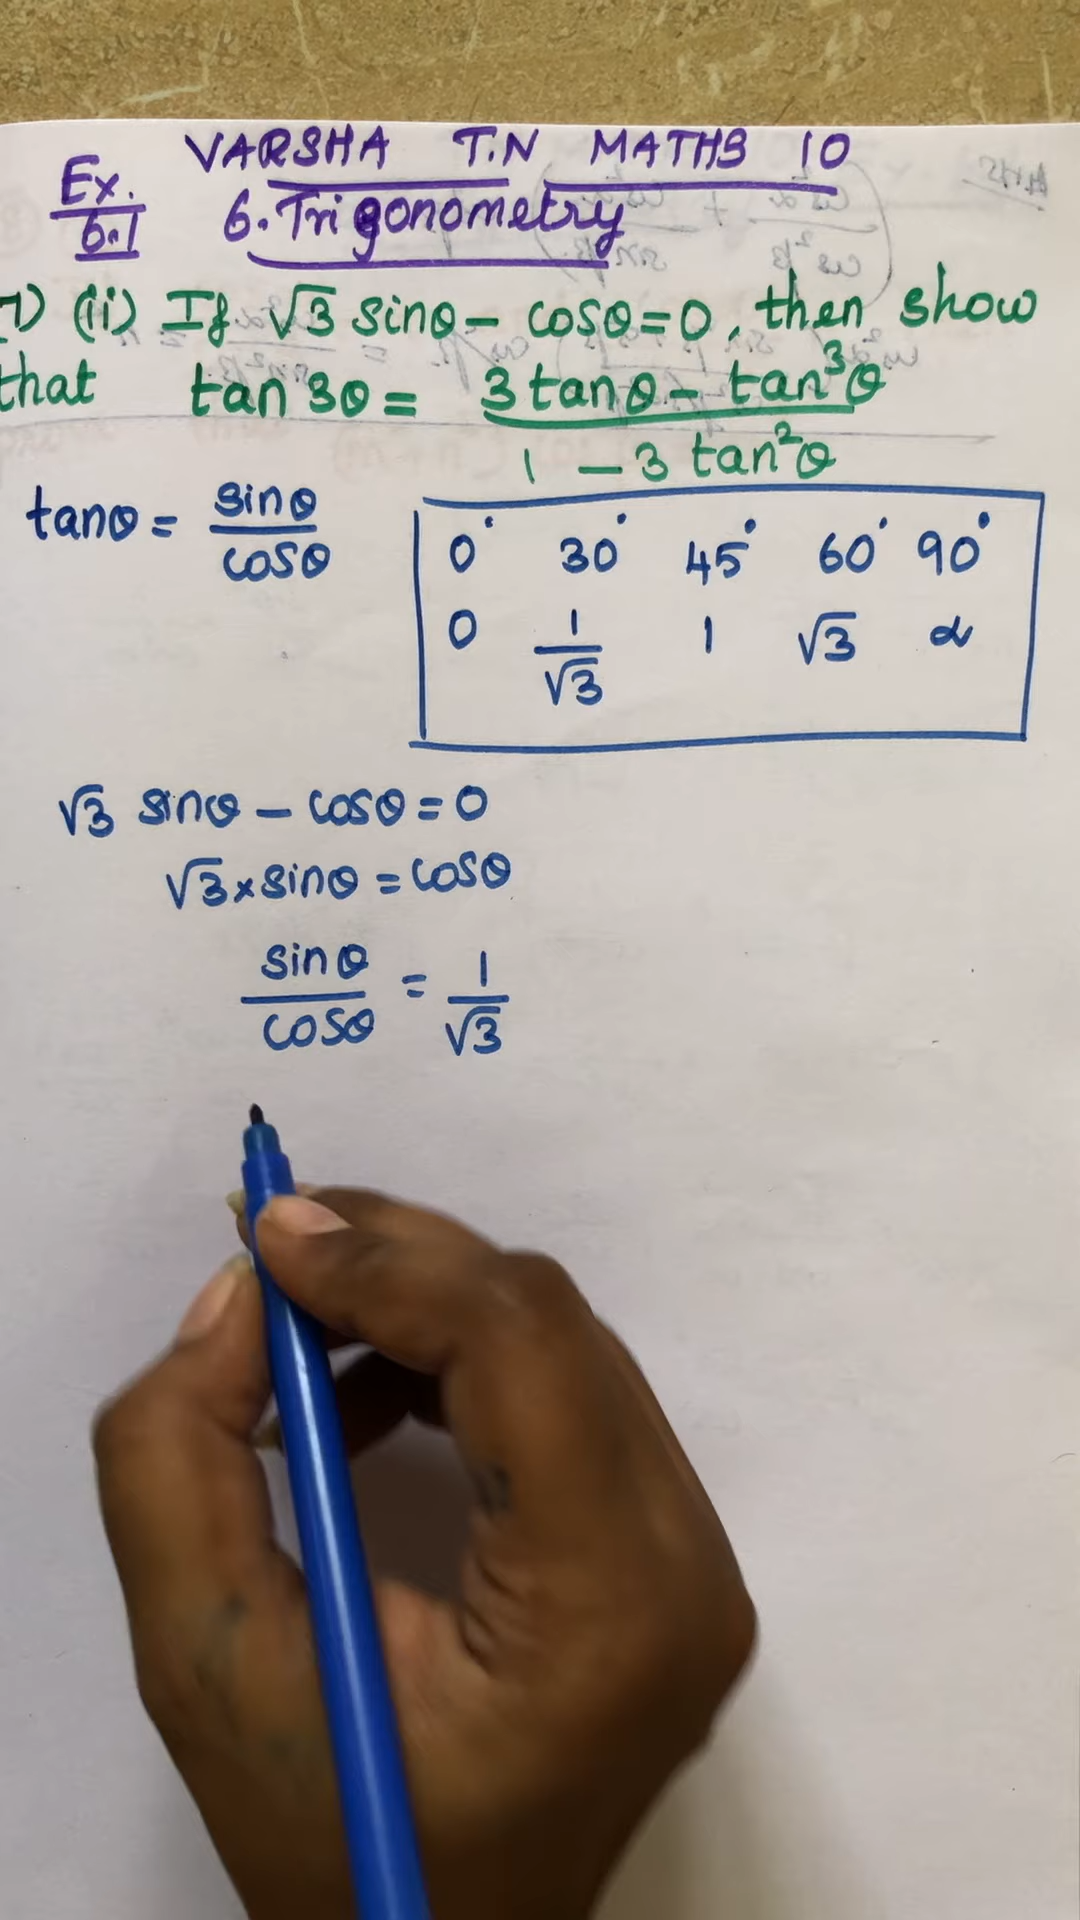 VARSHA T.N MATHS 10
Ex. 6.1 6. Trigonometry
7) (ii) If √3 sinθ - cosθ = 0, then show
that tan 3θ = (3 tanθ - tan³θ) / (1 - 3 tan²θ)
tanθ = sinθ / cosθ
0° 30° 45° 60° 90°
0 1/√3 1 √3 α
√3 sinθ - cosθ = 0
√3 × sinθ = cosθ
sinθ / cosθ = 1 / √3